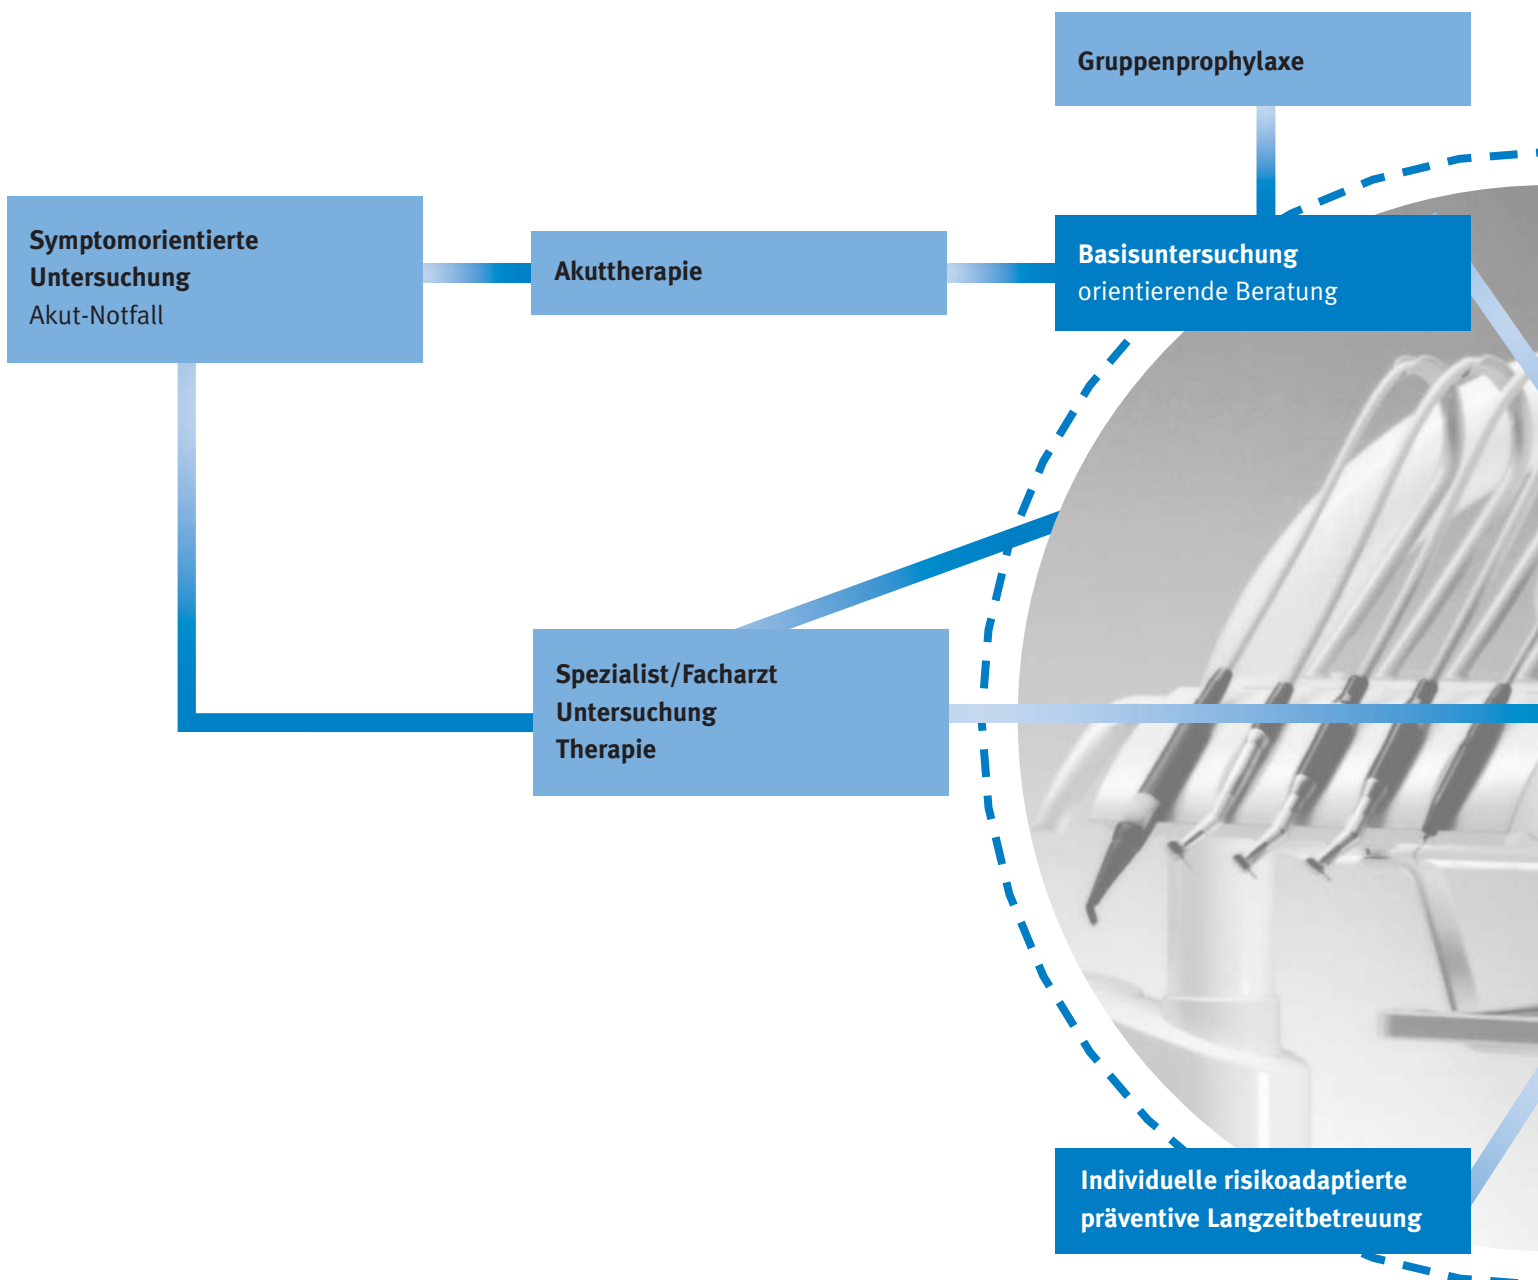 Gruppenprophylaxe
Symptomorientierte
Untersuchung
Akut-Notfall
Akuttherapie
Basisuntersuchung
orientierende Beratung
Spezialist/Facharzt
Untersuchung
Therapie
Individuelle risikoadaptierte
präventive Langzeitbetreuung